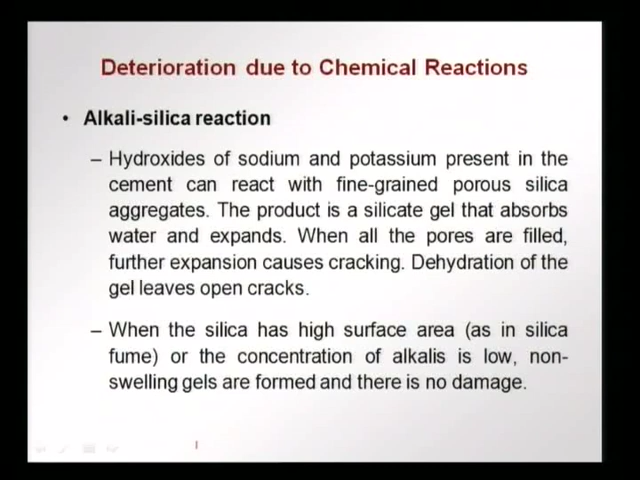 Deterioration due to Chemical Reactions
• Alkali-silica reaction
– Hydroxides of sodium and potassium present in the
cement can react with fine-grained porous silica
aggregates. The product is a silicate gel that absorbs
water and expands. When all the pores are filled,
further expansion causes cracking. Dehydration of the
gel leaves open cracks.
– When the silica has high surface area (as in silica
fume) or the concentration of alkalis is low, non-
swelling gels are formed and there is no damage.